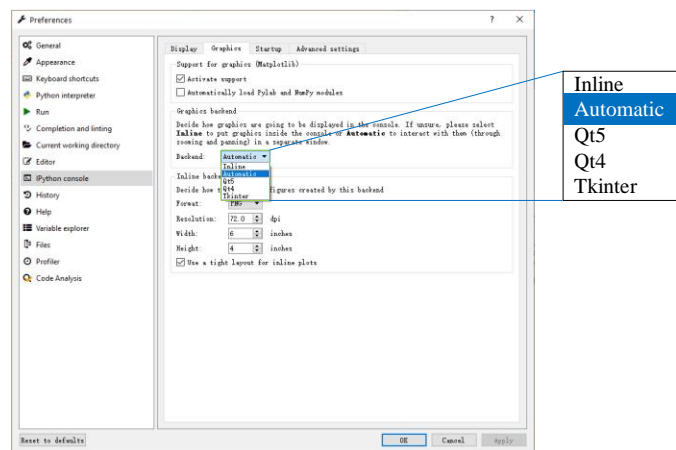 Preferences
? ×
General
Appearance
Keyboard shortcuts
Python interpreter
Run
Completion and linting
Current working directory
Editor
IPython console
History
Help
Variable explorer
Files
Profiler
Code Analysis
Display Graphics Startup Advanced settings
Support for graphics (Matplotlib)
Activate support
Automatically load Pylab and NumPy modules
Graphics backend
Decide how graphics are going to be displayed in the console. If unsure, please select
Inline to put graphics inside the console or Automatic to interact with them (through
zooming and panning) in a separate window.
Backend: Automatic
Inline
Automatic
Qt5
Qt4
Tkinter
Inline
Decide how figures created by this backend
Format: PNG
Resolution: 72.0 dpi
Width: 6 inches
Height: 4 inches
Use a tight layout for inline plots
Reset to defaults
OK Cancel Apply
Inline
Automatic
Qt5
Qt4
Tkinter